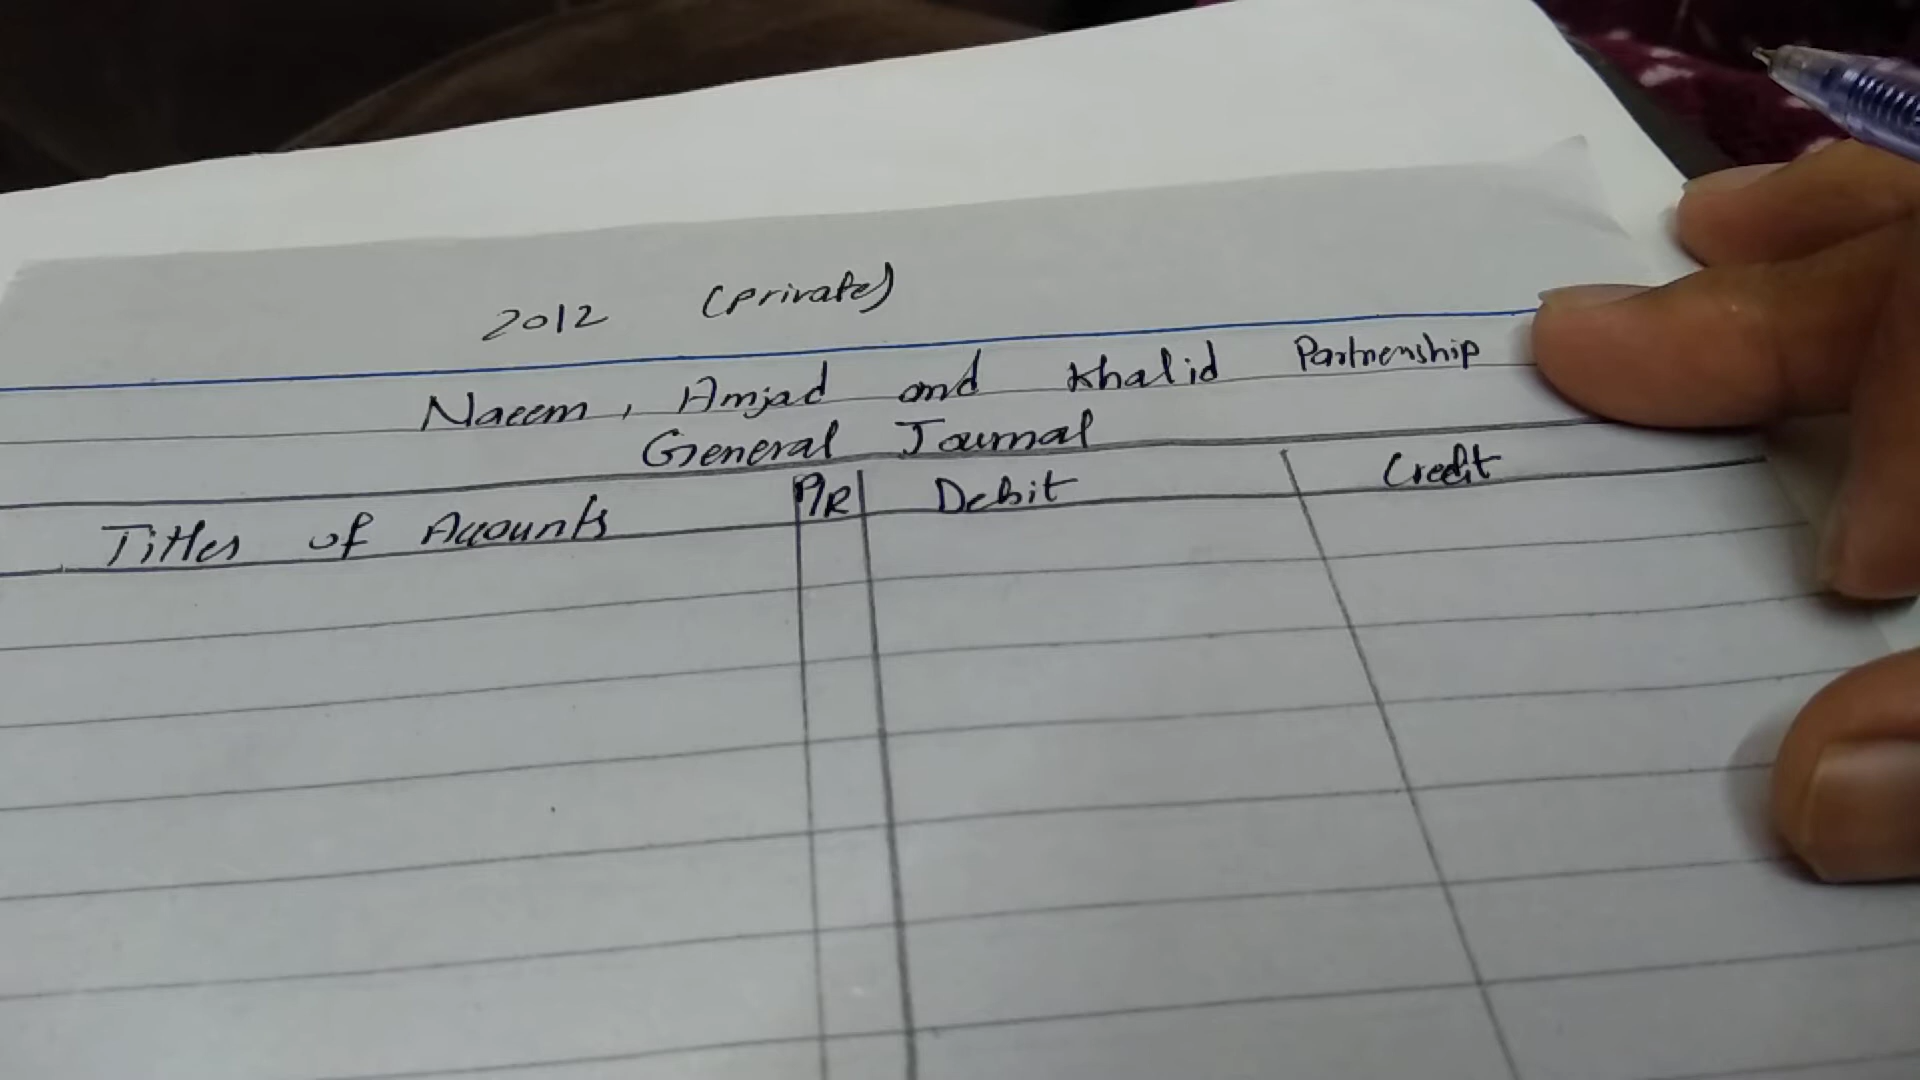 2012 (private)
Naeem, Amjad and Khalid Partnership
General Journal
Titles of Accounts P/R Debit Credit